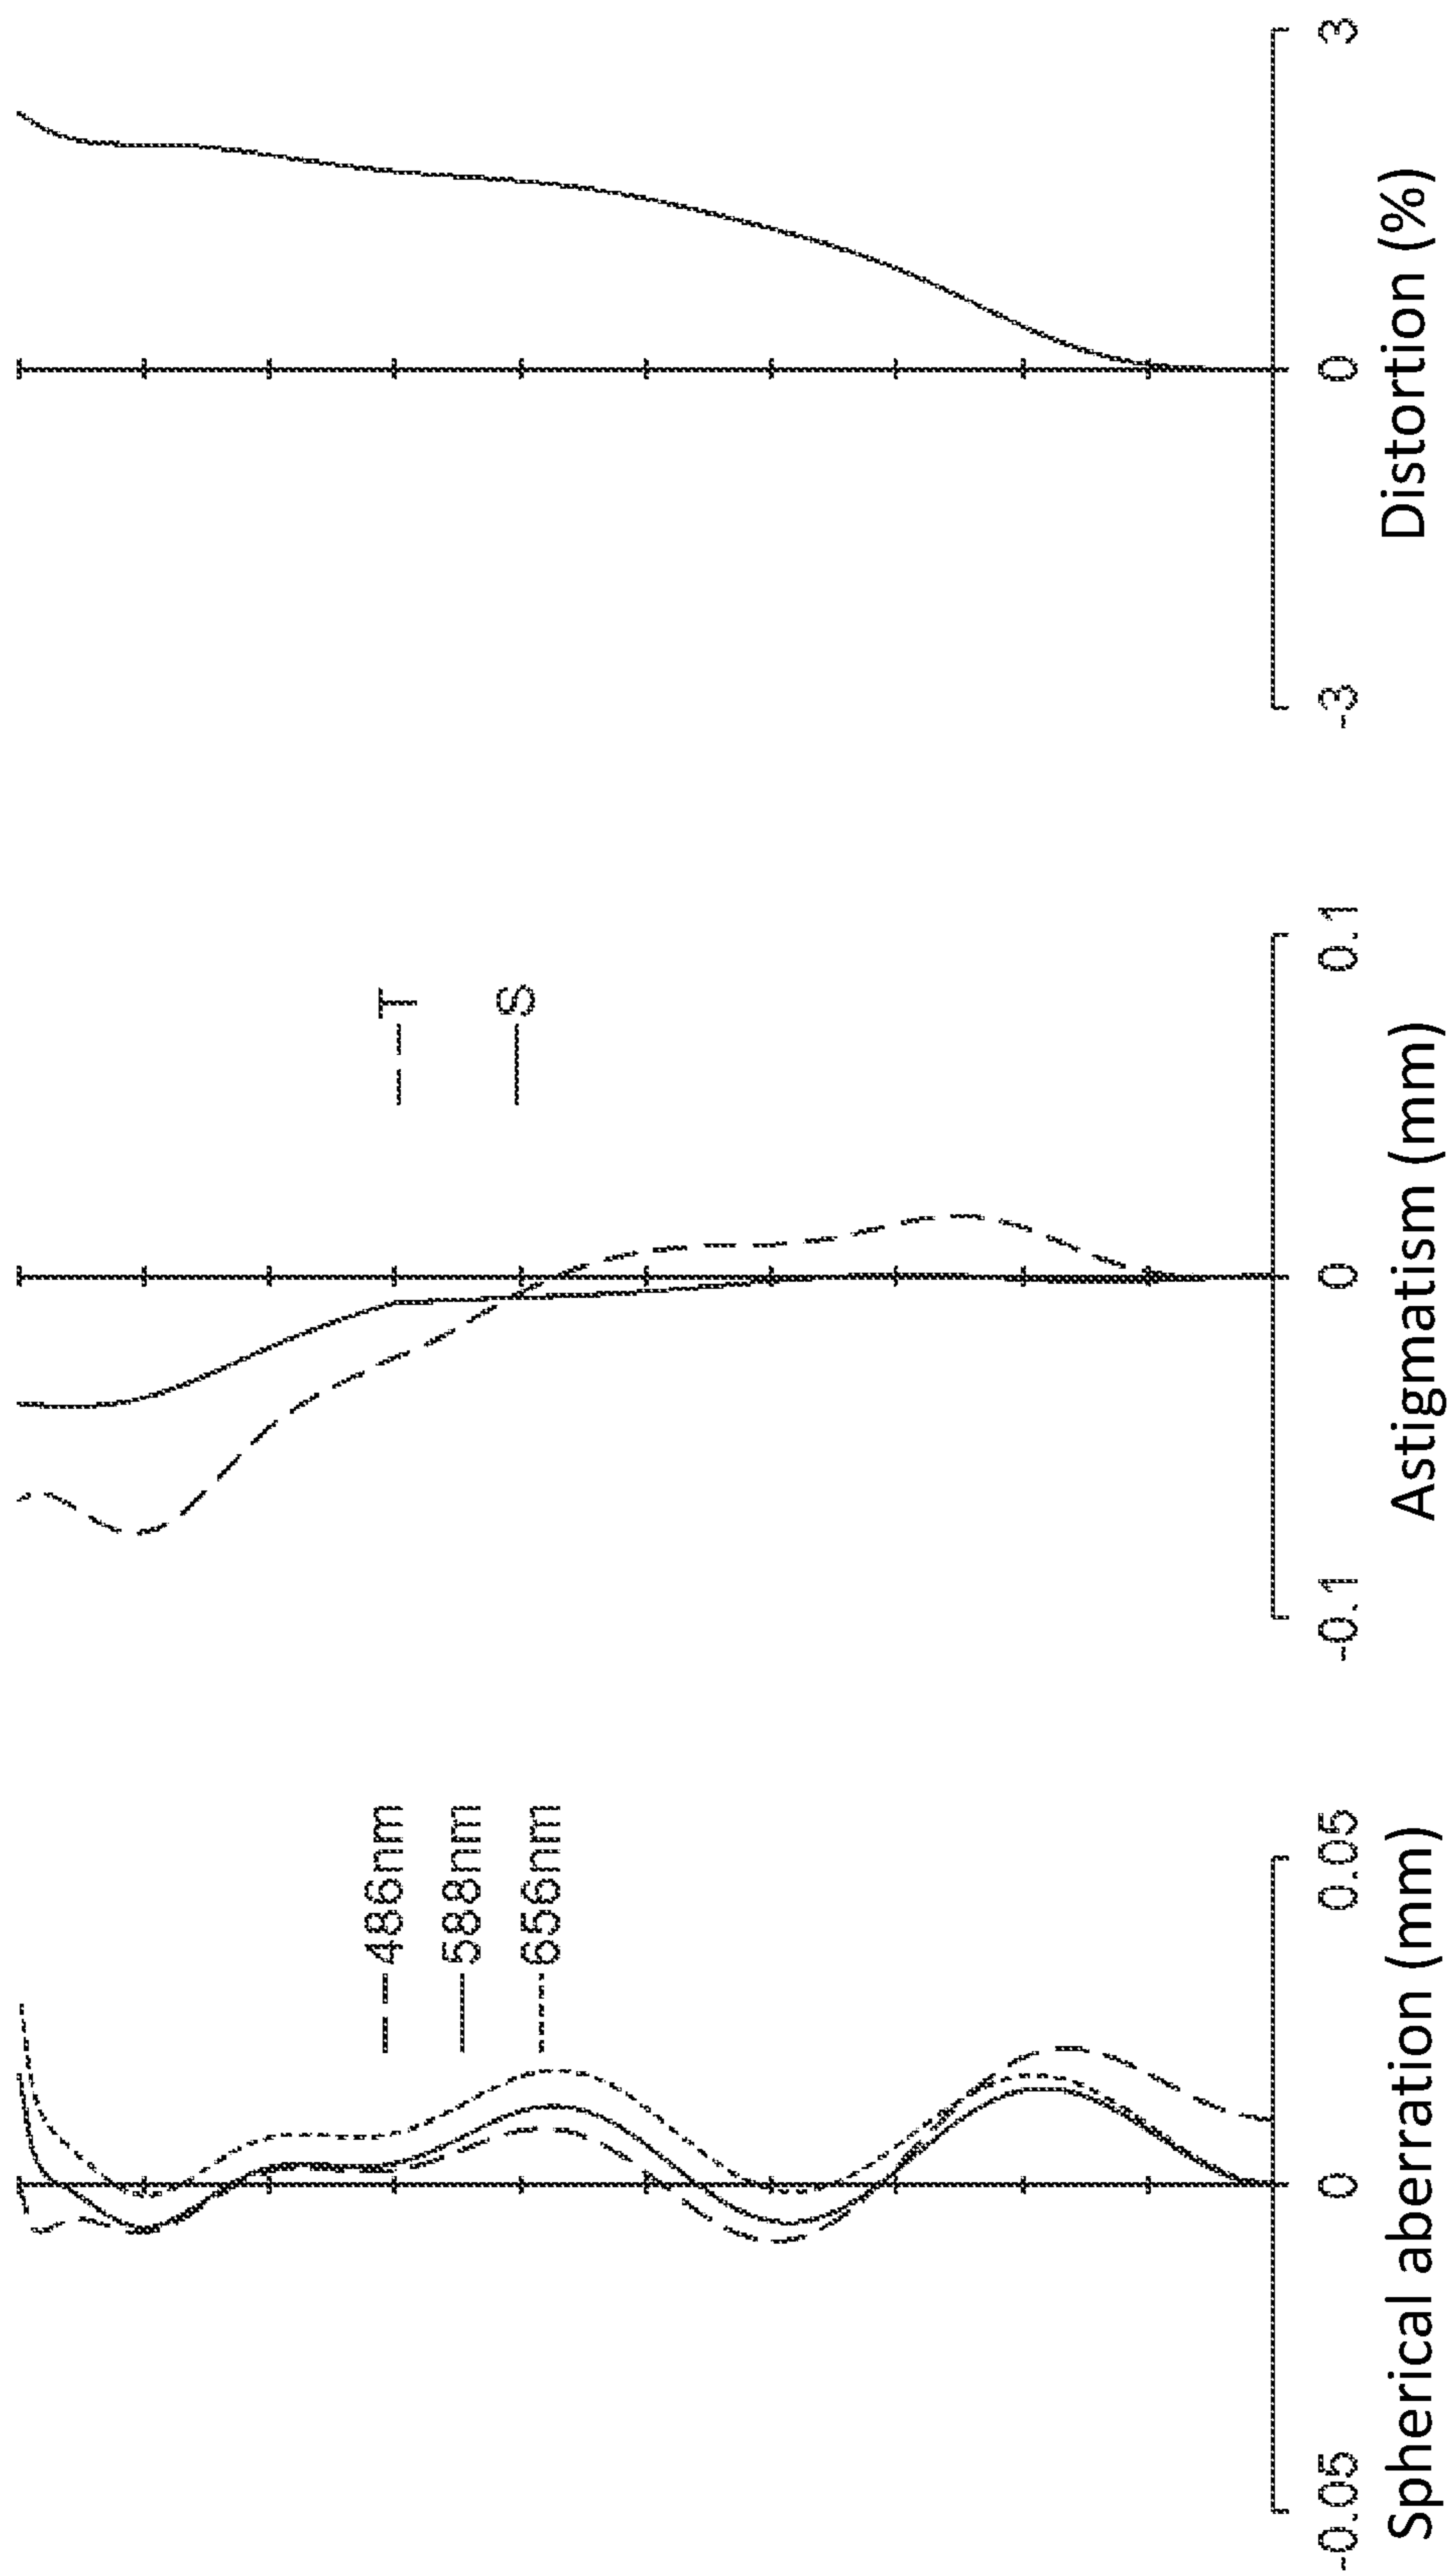 486nm
588nm
656nm
-0.05 0 0.05
Spherical aberration (mm)
T
S
-0.1 0 0.1
Astigmatism (mm)
-3 0 3
Distortion (%)